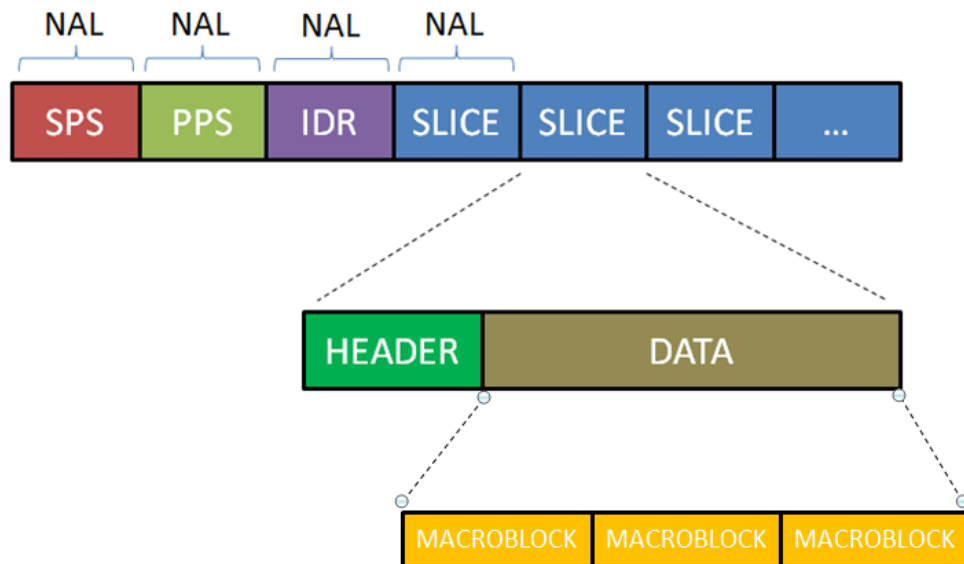 NAL NAL NAL NAL
SPS PPS IDR SLICE SLICE SLICE ...
HEADER DATA
MACROBLOCK MACROBLOCK MACROBLOCK